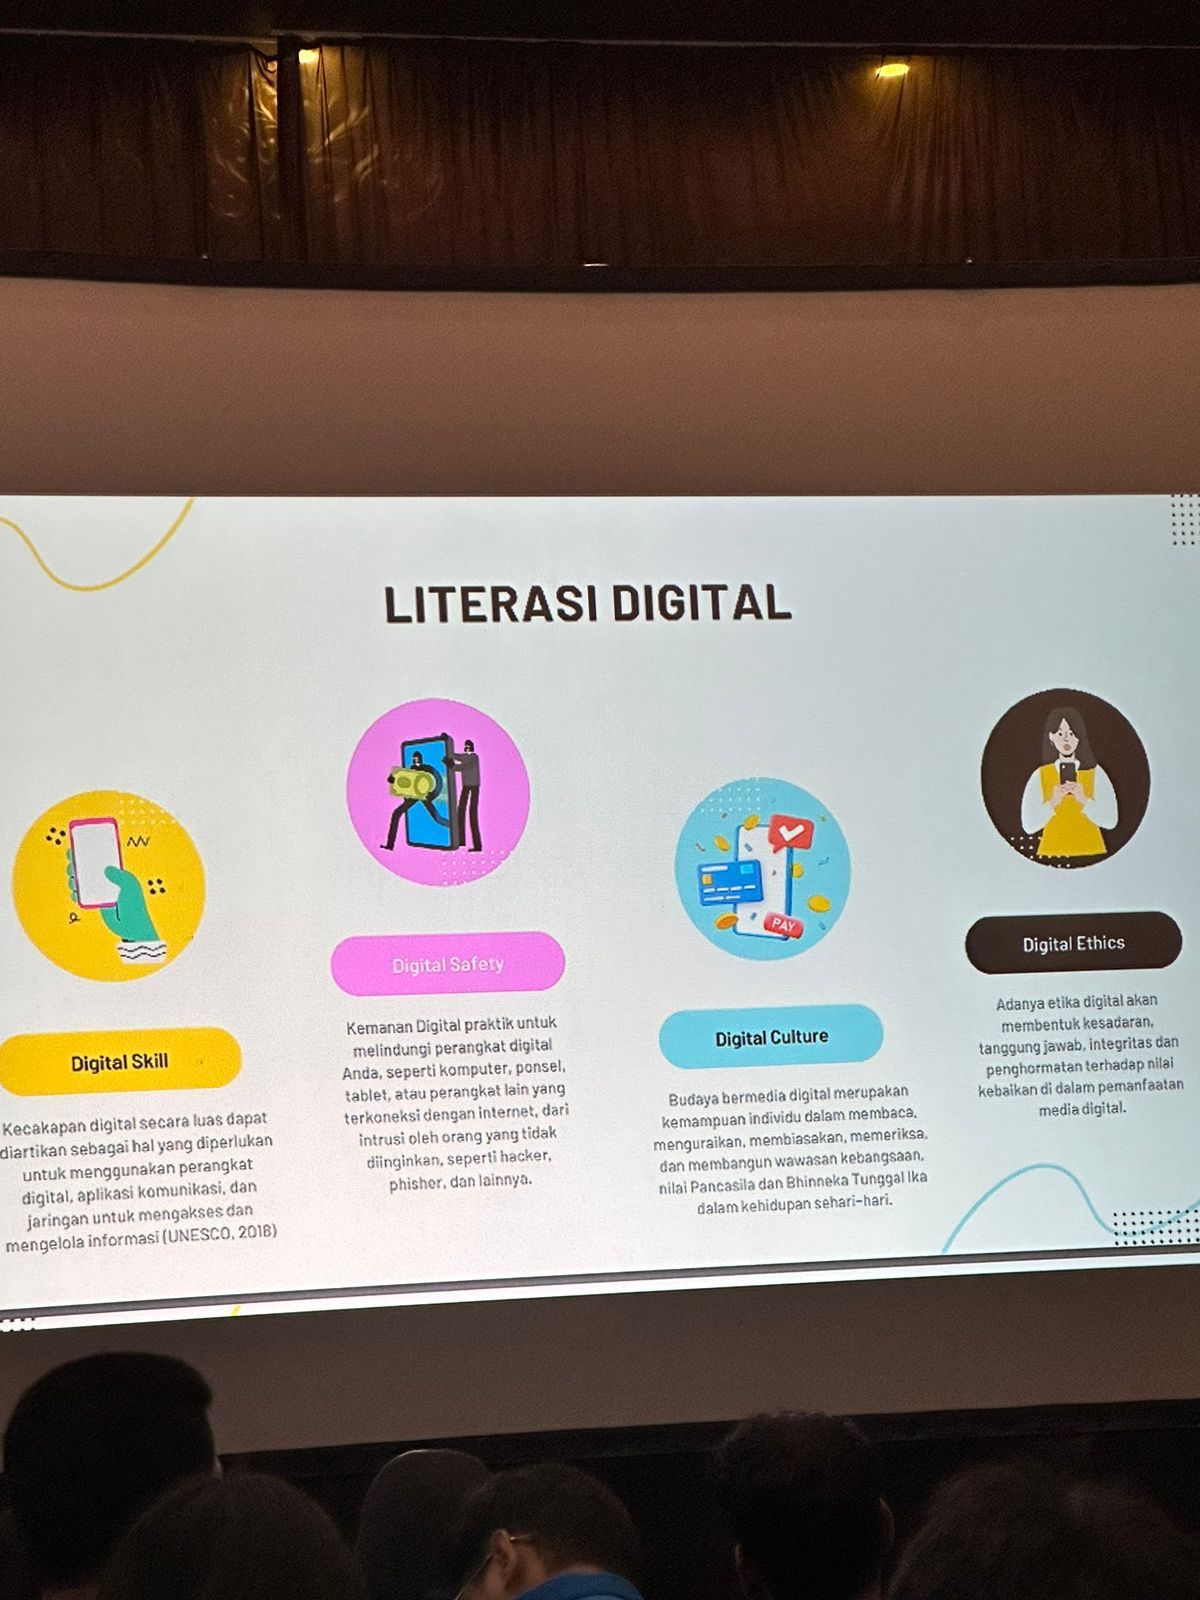 LITERASI DIGITAL
Digital Skill
Kecakapan digital secara luas dapat
diartikan sebagai hal yang diperlukan
untuk menggunakan perangkat
digital, aplikasi komunikasi, dan
jaringan untuk mengakses dan
mengelola informasi (UNESCO, 2018)
Digital Safety
Kemanan Digital praktik untuk
melindungi perangkat digital
Anda, seperti komputer, ponsel,
tablet, atau perangkat lain yang
terkoneksi dengan internet, dari
intrusi oleh orang yang tidak
diinginkan, seperti hacker,
phisher, dan lainnya.
PAY
Digital Culture
Budaya bermedia digital merupakan
kemampuan individu dalam membaca,
menguraikan, membiasakan, memeriksa,
dan membangun wawasan kebangsaan,
nilai Pancasila dan Bhinneka Tunggal Ika
dalam kehidupan sehari-hari.
Digital Ethics
Adanya etika digital akan
membentuk kesadaran,
tanggung jawab, integritas dan
penghormatan terhadap nilai
kebaikan di dalam pemanfaatan
media digital.